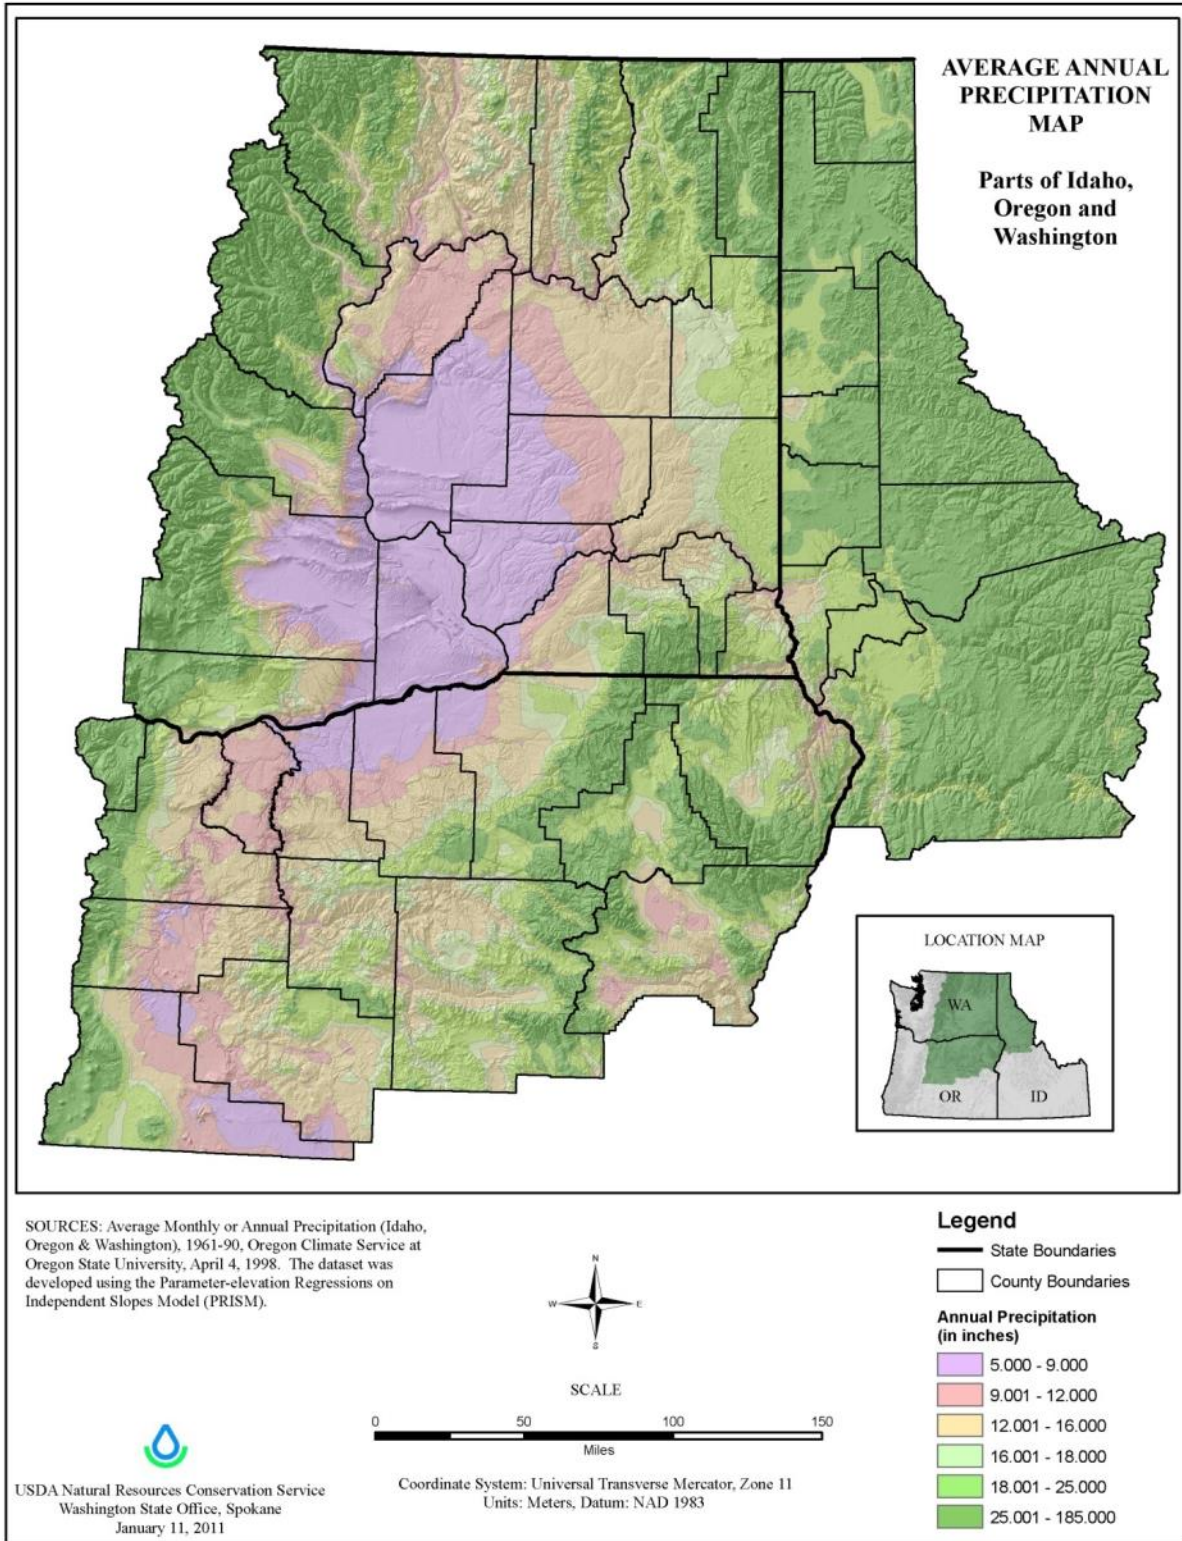 AVERAGE ANNUAL
PRECIPITATION
MAP
Parts of Idaho,
Oregon and
Washington
LOCATION MAP
WA
OR
ID
SOURCES: Average Monthly or Annual Precipitation (Idaho,
Oregon & Washington), 1961-90, Oregon Climate Service at
Oregon State University, April 4, 1998. The dataset was
developed using the Parameter-elevation Regressions on
Independent Slopes Model (PRISM).
N
W
E
S
SCALE
0 50 100 150
Miles
Coordinate System: Universal Transverse Mercator, Zone 11
Units: Meters, Datum: NAD 1983
USDA Natural Resources Conservation Service
Washington State Office, Spokane
January 11, 2011
Legend
State Boundaries
County Boundaries
Annual Precipitation
(in inches)
5.000 - 9.000
9.001 - 12.000
12.001 - 16.000
16.001 - 18.000
18.001 - 25.000
25.001 - 185.000